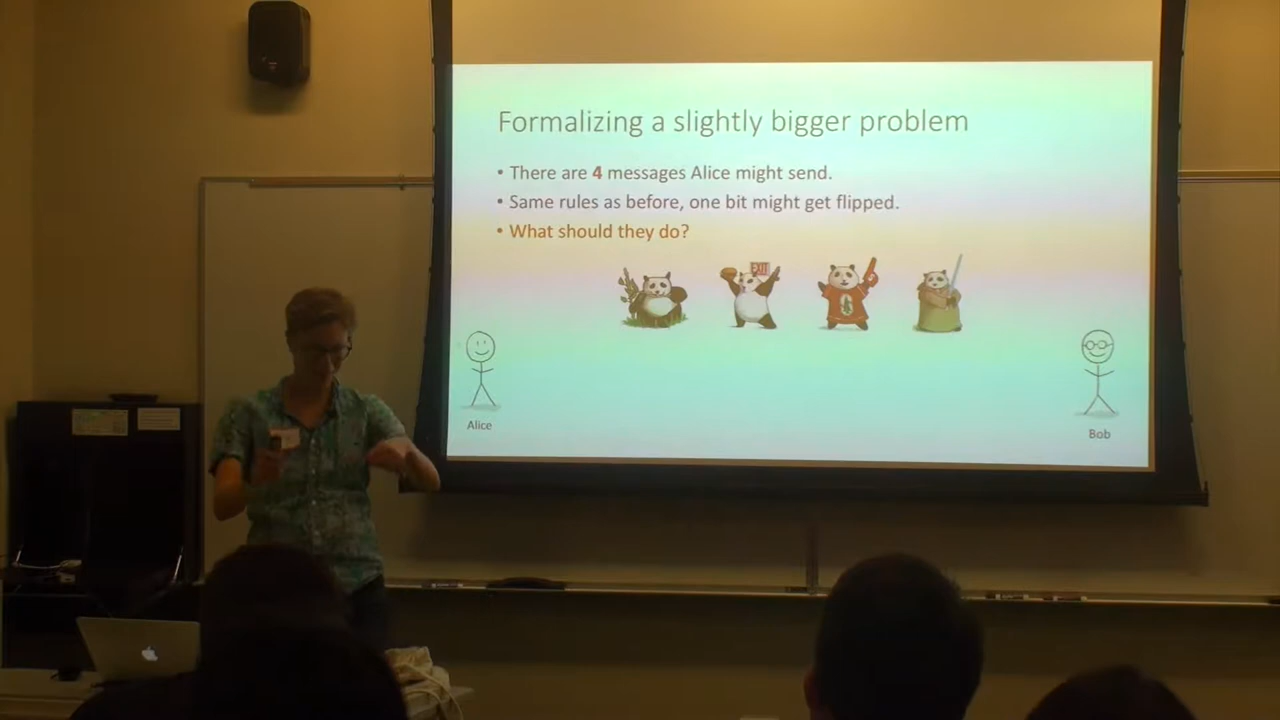 Formalizing a slightly bigger problem
• There are 4 messages Alice might send.
• Same rules as before, one bit might get flipped.
• What should they do?
EXIT
Alice
Bob